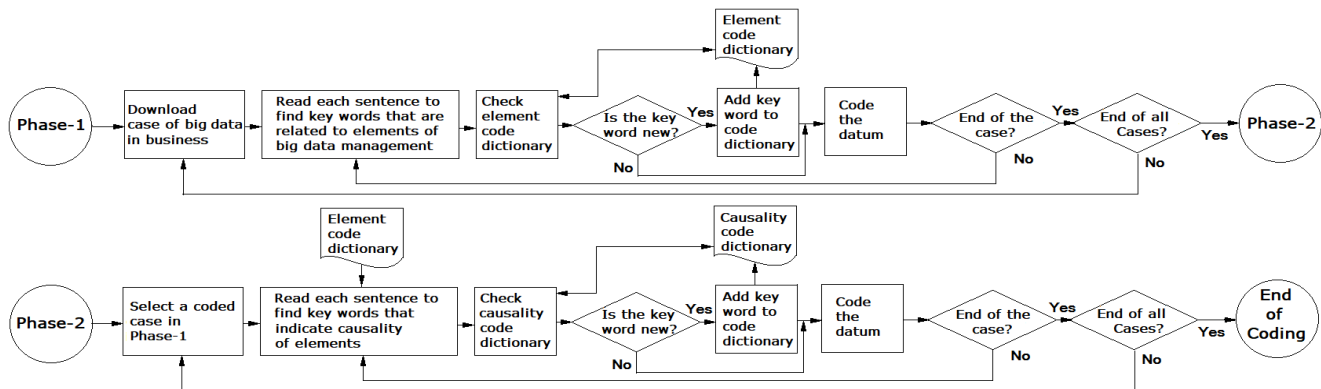 Element
code
dictionary
Phase-1
Download
case of big data
in business
Read each sentence to
find key words that are
related to elements of
big data management
Check
element
code
dictionary
Is the key
word new?
Yes
No
Add key
word to
code
dictionary
Code
the
datum
End of the
case?
Yes
No
End of all
Cases?
Yes
No
Phase-2
Element
code
dictionary
Causality
code
dictionary
Phase-2
Select a coded
case in
Phase-1
Read each sentence to
find key words that
indicate causality
of elements
Check
causality
code
dictionary
Is the key
word new?
Yes
No
Add key
word to
code
dictionary
Code
the
datum
End of the
case?
Yes
No
End of all
Cases?
Yes
No
End
of
Coding